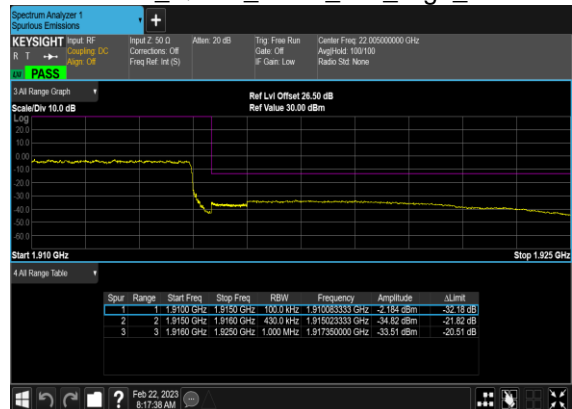 Spectrum Analyzer 1
Spurious Emissions
+
KEYSIGHT Input: RF Input Z: 50 Ω Atten: 20 dB Trig: Free Run Center Freq: 22.005000000 GHz
R T Coupling: DC Corrections: Off Gate: Off Avg|Hold: 100/100
Align: Off Freq Ref: Int (S) IF Gain: Low Radio Std: None
PASS
3 All Range Graph
Ref Lvl Offset 26.50 dB
Scale/Div 10.0 dB Ref Value 30.00 dBm
Log
20.0
10.0
0.00
-10.0
-20.0
-30.0
-40.0
-50.0
-60.0
Start 1.910 GHz Stop 1.925 GHz
4 All Range Table
Spur Range Start Freq Stop Freq RBW Frequency Amplitude ΔLimit
1 1 1.9100 GHz 1.9150 GHz 100.0 kHz 1.910083333 GHz -2.184 dBm -32.18 dB
2 2 1.9150 GHz 1.9160 GHz 430.0 kHz 1.915023333 GHz -34.82 dBm -21.82 dB
3 3 1.9160 GHz 1.9250 GHz 1.000 MHz 1.917350000 GHz -33.51 dBm -20.51 dB
? Feb 22, 2023
8:17:38 AM